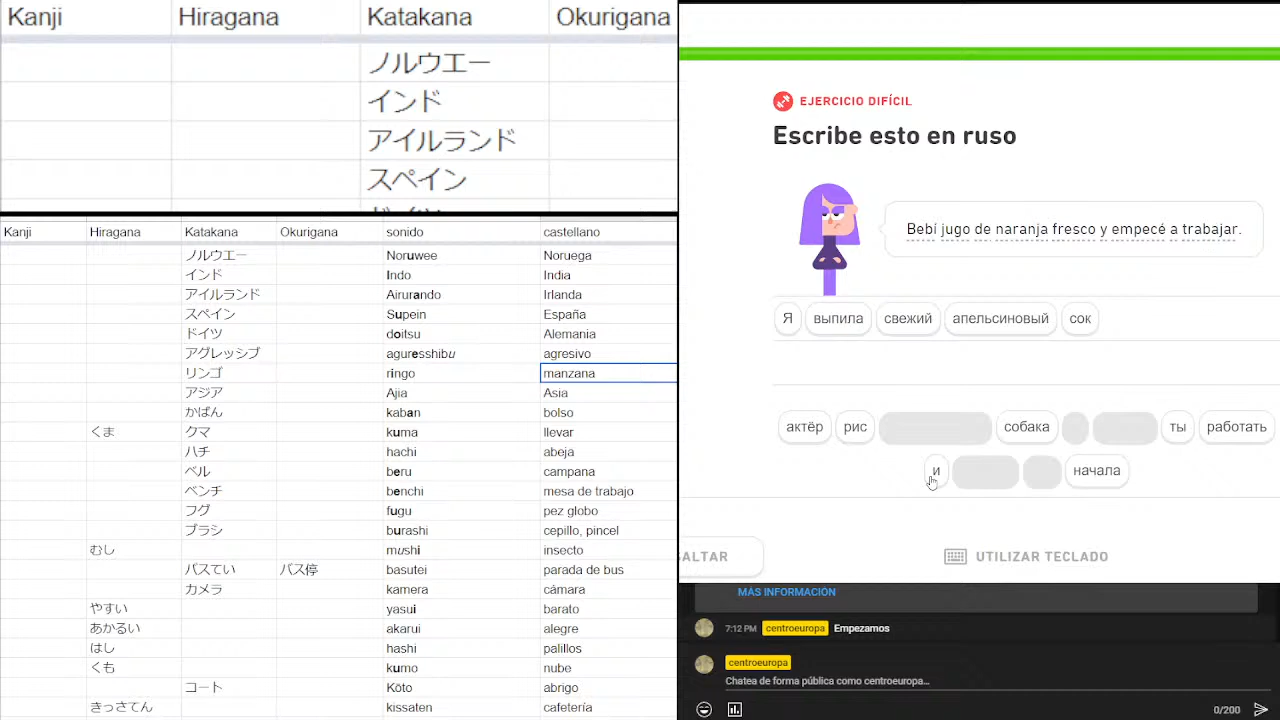 Kanji Hiragana Katakana Okurigana
ノルウエー
インド
アイルランド
スペイン
Kanji Hiragana Katakana Okurigana sonido castellano
ノルウエー Noruwee Noruega
インド Indo India
アイルランド Airurando Irlanda
スペイン Supein España
ドイツ doitsu Alemania
アグレッシブ aguresshibu agresivo
リンゴ ringo manzana
アジア Ajia Asia
かばん kaban bolso
くま クマ kuma llevar
ハチ hachi abeja
ベル beru campana
ベンチ benchi mesa de trabajo
フグ fugu pez globo
ブラシ burashi cepillo, pincel
むし mushi insecto
バスてい バス停 basutei parada de bus
カメラ kamera cámara
やすい yasui barato
あかるい akarui alegre
はし hashi palillos
くも kumo nube
コート Kōto abrigo
きっさてん kissaten cafetería
EJERCICIO DIFÍCIL
Escribe esto en ruso
Bebí jugo de naranja fresco y empecé a trabajar.
Я выпила свежий апельсиновый сок
актёр рис собака ты работать
и начала
SALTAR UTILIZAR TECLADO
MÁS INFORMACIÓN
7:12 PM centroeuropa Empezamos
centroeuropa
Chatea de forma pública como centroeuropa...
0/200